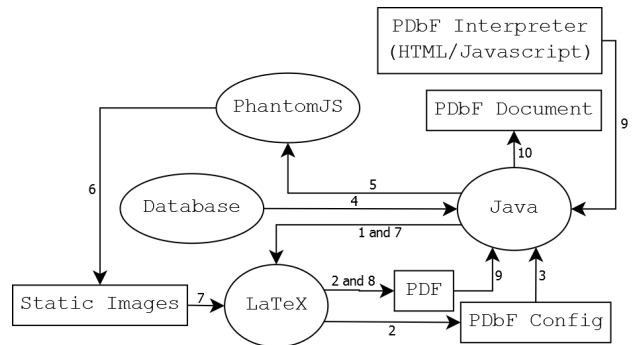 PDbF Interpreter
(HTML/Javascript)
PhantomJS
PDbF Document
9
10
6
5
Database
4
Java
1 and 7
2 and 8
PDF
9
3
Static Images
7
LaTeX
2
PDbF Config